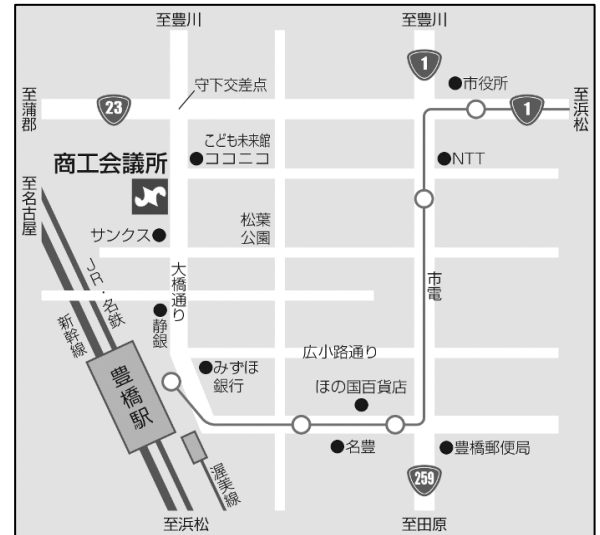 至豊川
至豊川
1
市役所
守下交差点
至蒲郡
23
1
至浜松
こども未来館
ココニコ
NTT
商工会議所
至名古屋
サンクス
松葉
公園
JR・名鉄
新幹線
大橋通り
市電
静銀
広小路通り
みずほ
銀行
ほの国百貨店
豊橋駅
名豊
豊橋郵便局
渥美線
259
至浜松
至田原